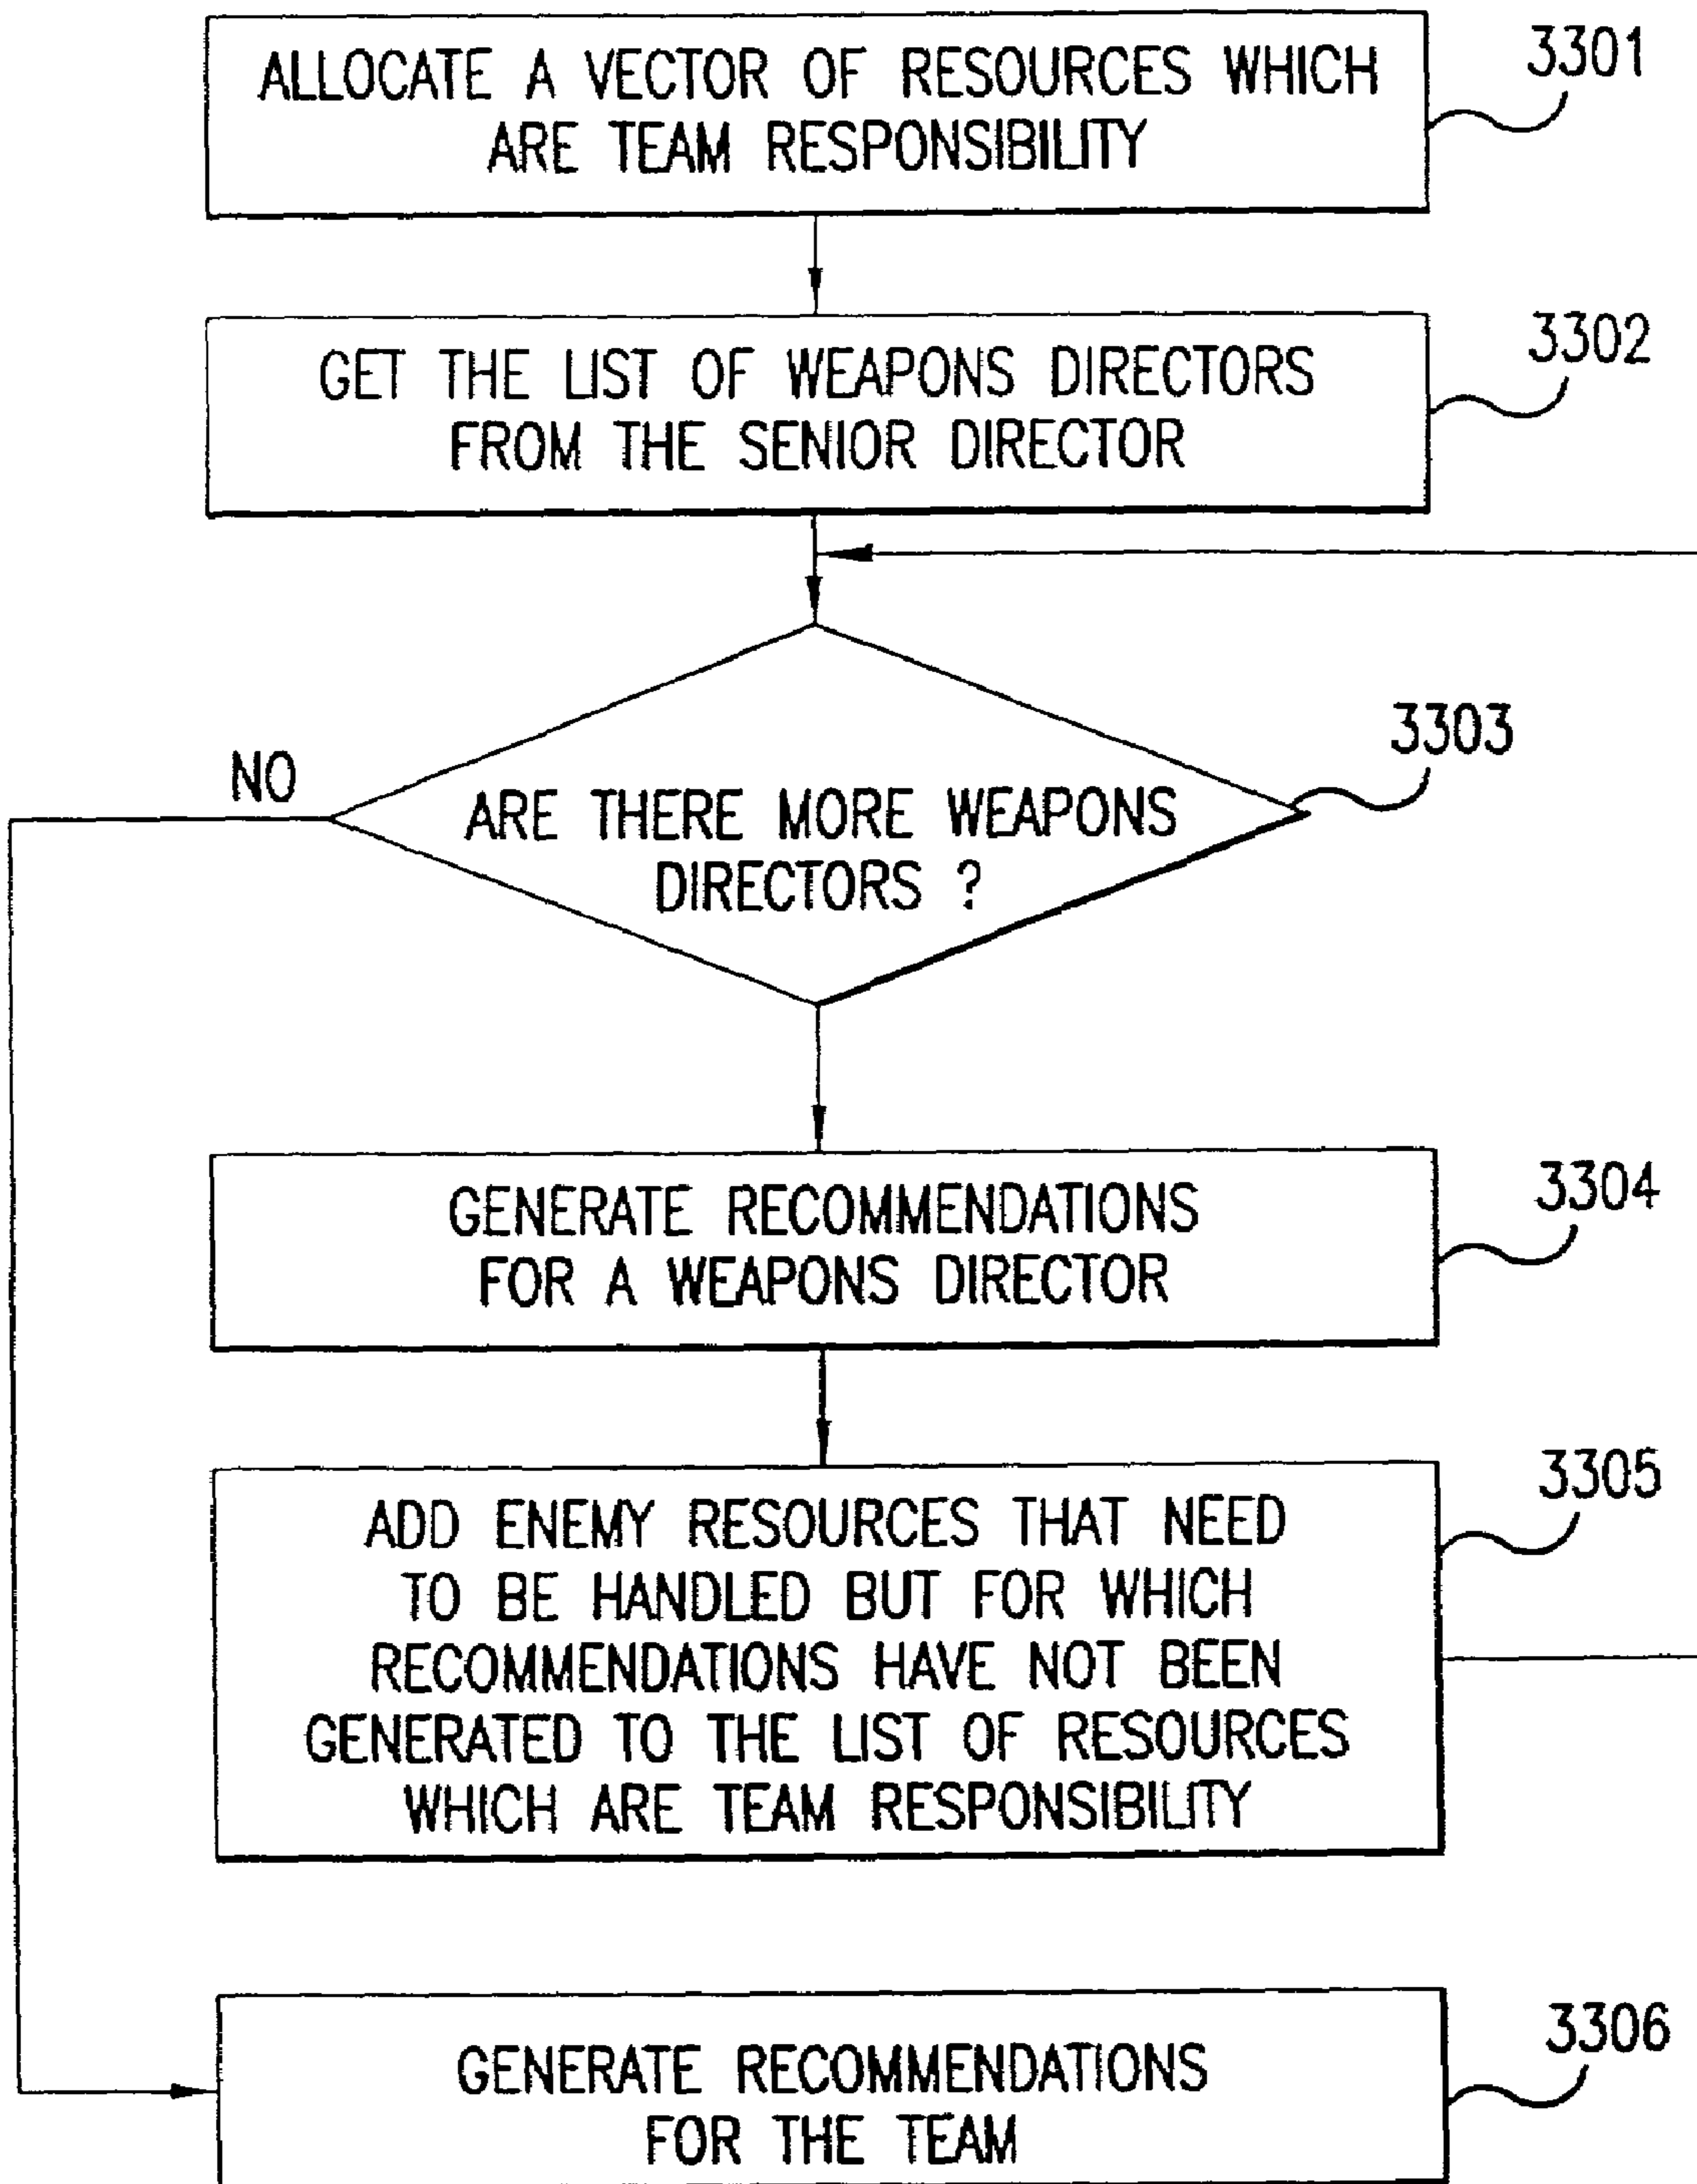 ALLOCATE A VECTOR OF RESOURCES WHICH
ARE TEAM RESPONSIBILITY
3301
GET THE LIST OF WEAPONS DIRECTORS
FROM THE SENIOR DIRECTOR
3302
ARE THERE MORE WEAPONS
DIRECTORS ?
3303
NO
GENERATE RECOMMENDATIONS
FOR A WEAPONS DIRECTOR
3304
ADD ENEMY RESOURCES THAT NEED
TO BE HANDLED BUT FOR WHICH
RECOMMENDATIONS HAVE NOT BEEN
GENERATED TO THE LIST OF RESOURCES
WHICH ARE TEAM RESPONSIBILITY
3305
GENERATE RECOMMENDATIONS
FOR THE TEAM
3306